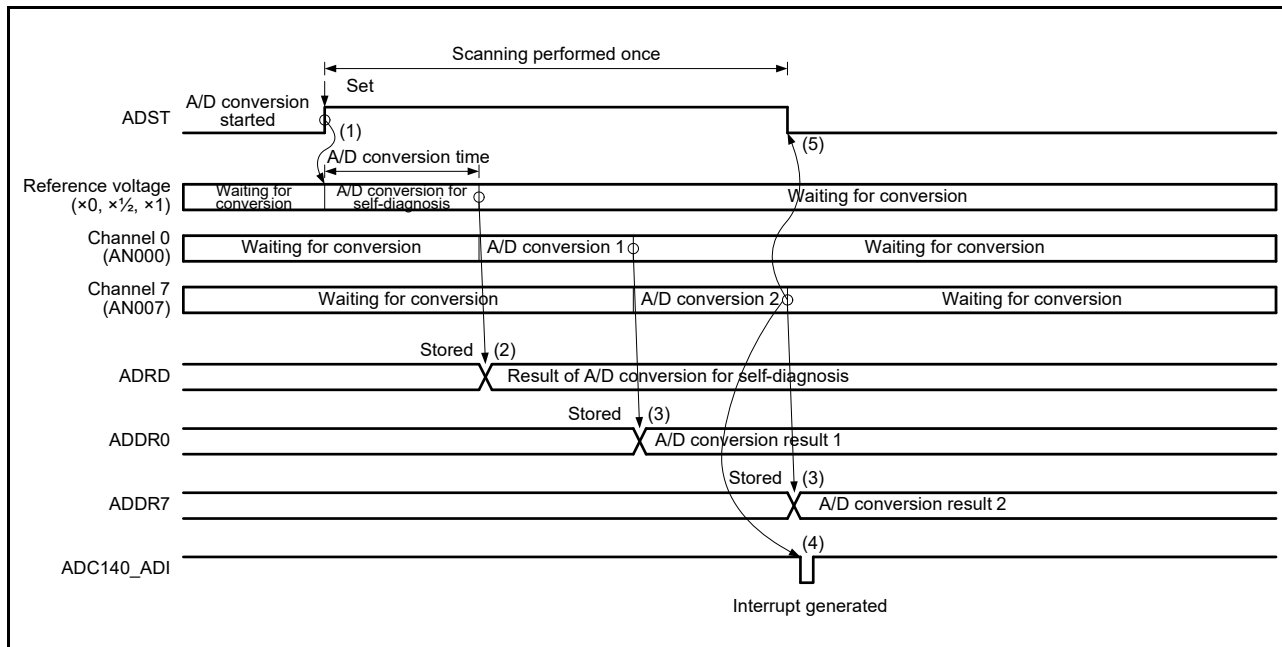 Scanning performed once
Set
A/D conversion
started
ADST
(1)
(5)
A/D conversion time
Reference voltage
(×0, ×½, ×1)
Waiting for
conversion
A/D conversion for
self-diagnosis
Waiting for conversion
Channel 0
(AN000)
Waiting for conversion
A/D conversion 1
Waiting for conversion
Channel 7
(AN007)
Waiting for conversion
A/D conversion 2
Waiting for conversion
Stored
(2)
ADRD
Result of A/D conversion for self-diagnosis
Stored
(3)
ADDR0
A/D conversion result 1
Stored
(3)
ADDR7
A/D conversion result 2
(4)
ADC140_ADI
Interrupt generated